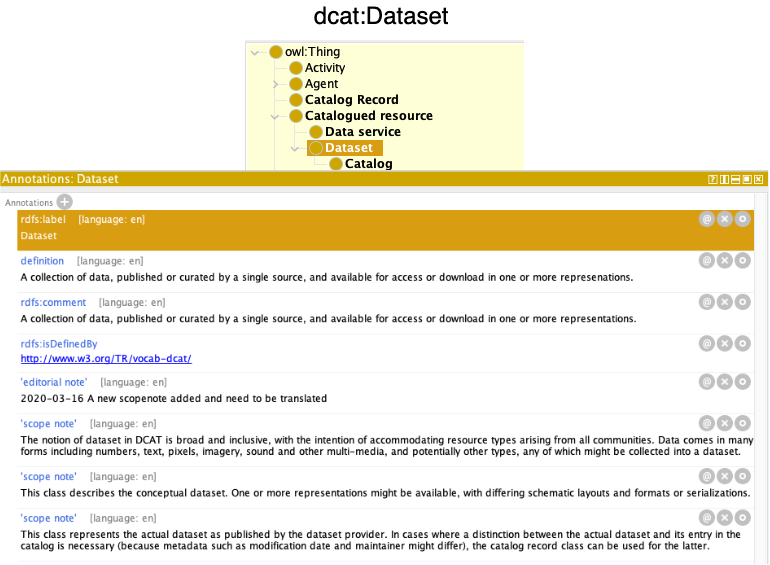 dcat:Dataset
owl:Thing
Activity
Agent
Catalog Record
Catalogued resource
Data service
Dataset
Catalog
Annotations: Dataset
Annotations
rdfs:label [language: en]
Dataset
definition [language: en]
A collection of data, published or curated by a single source, and available for access or download in one or more represenations.
rdfs:comment [language: en]
A collection of data, published or curated by a single source, and available for access or download in one or more representations.
rdfs:isDefinedBy
http://www.w3.org/TR/vocab-dcat/
'editorial note' [language: en]
2020-03-16 A new scopenote added and need to be translated
'scope note' [language: en]
The notion of dataset in DCAT is broad and inclusive, with the intention of accommodating resource types arising from all communities. Data comes in many
forms including numbers, text, pixels, imagery, sound and other multi-media, and potentially other types, any of which might be collected into a dataset.
'scope note' [language: en]
This class describes the conceptual dataset. One or more representations might be available, with differing schematic layouts and formats or serializations.
'scope note' [language: en]
This class represents the actual dataset as published by the dataset provider. In cases where a distinction between the actual dataset and its entry in the
catalog is necessary (because metadata such as modification date and maintainer might differ), the catalog record class can be used for the latter.